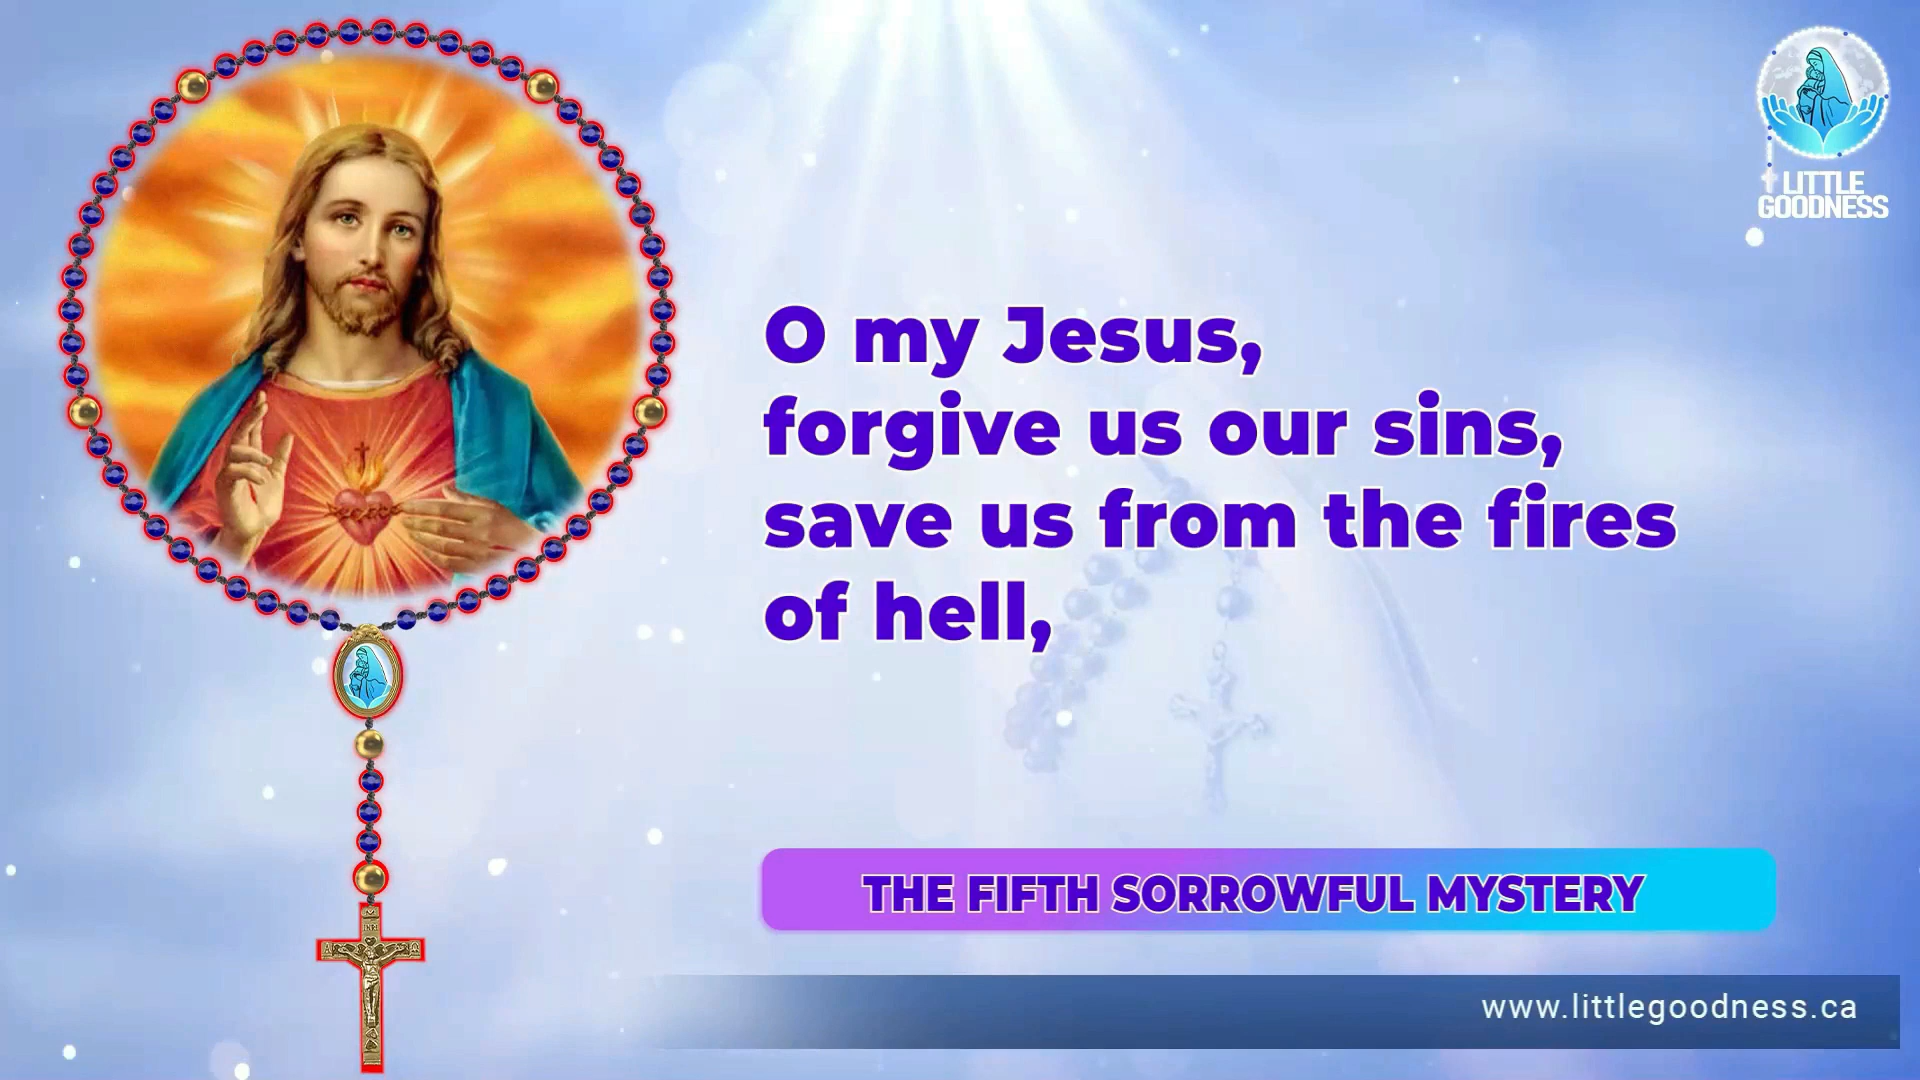 LITTLE
GOODNESS
O my Jesus,
forgive us our sins,
save us from the fires
of hell,
THE FIFTH SORROWFUL MYSTERY
www.littlegoodness.ca
INRI
A Ω